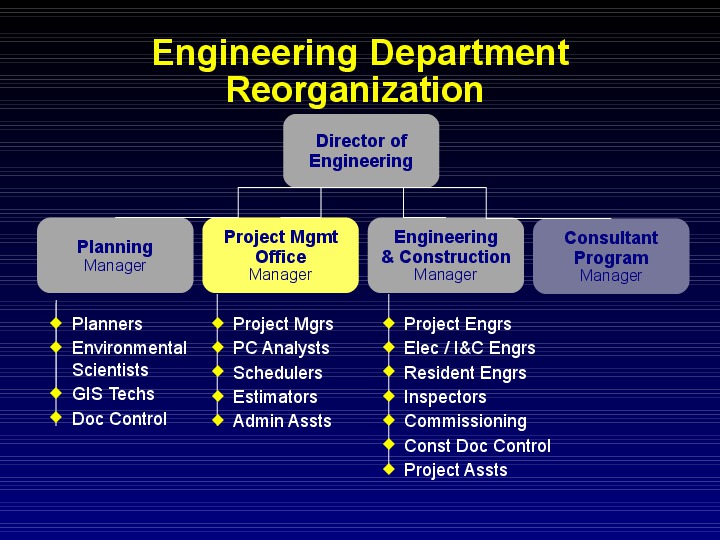 Engineering Department
Reorganization
Director of
Engineering
Planning
Manager
Project Mgmt
Office
Manager
Engineering
& Construction
Manager
Consultant
Program
Manager
Planners
Environmental
Scientists
GIS Techs
Doc Control
Project Mgrs
PC Analysts
Schedulers
Estimators
Admin Assts
Project Engrs
Elec / I&C Engrs
Resident Engrs
Inspectors
Commissioning
Const Doc Control
Project Assts